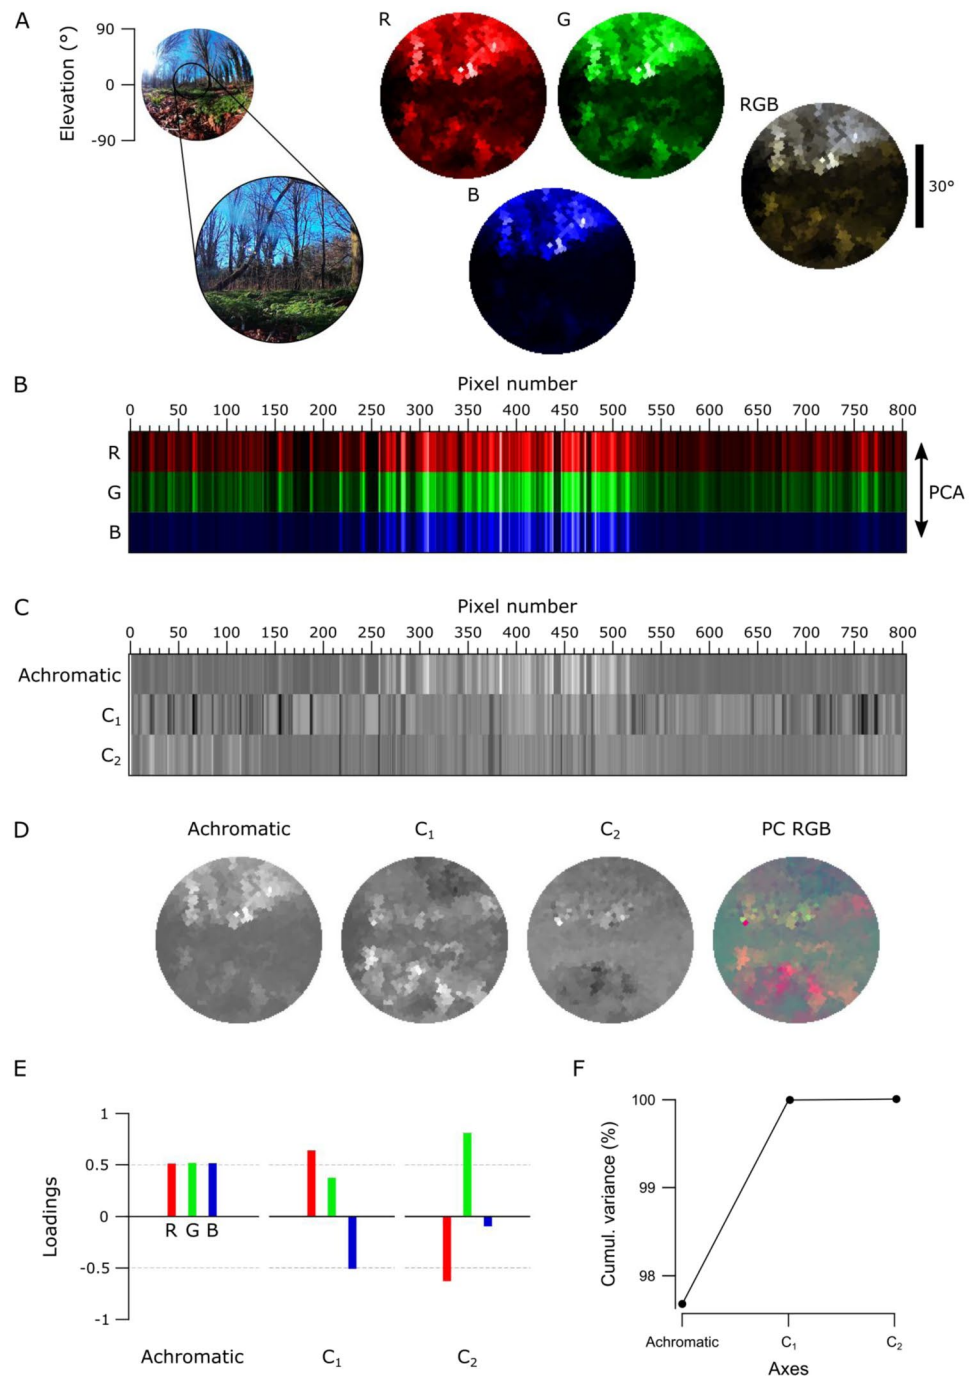 A
Elevation (°)
90
0
-90
R
G
B
RGB
30°
B
Pixel number
0 50 100 150 200 250 300 350 400 450 500 550 600 650 700 750 800
R
G
B
PCA
C
Pixel number
0 50 100 150 200 250 300 350 400 450 500 550 600 650 700 750 800
Achromatic
C₁
C₂
D
Achromatic C₁ C₂ PC RGB
E
Loadings
1
0.5
0
-0.5
-1
R G B
Achromatic C₁ C₂
F
Cumul. variance (%)
100
99
98
Achromatic C₁ C₂
Axes